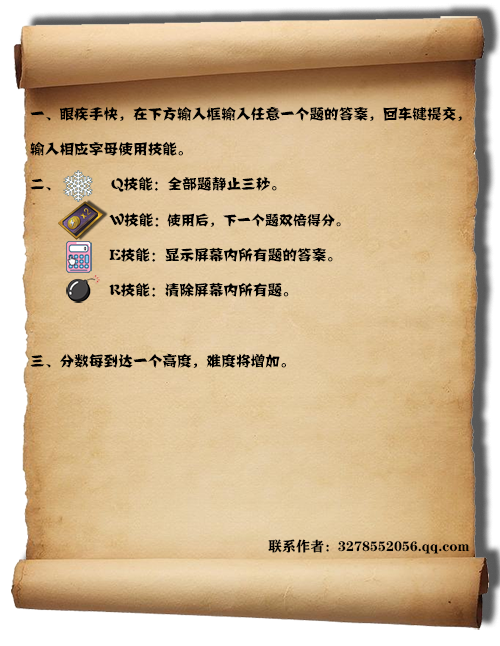 一、眼疾手快，在下方输入框输入任意一个题的答案，回车键提交，
输入相应字母使用技能。
二、 Q技能：全部题静止三秒。
x2 W技能：使用后，下一个题双倍得分。
E技能：显示屏幕内所有题的答案。
R技能：清除屏幕内所有题。
三、分数每到达一个高度，难度将增加。
联系作者：3278552056.qq.com